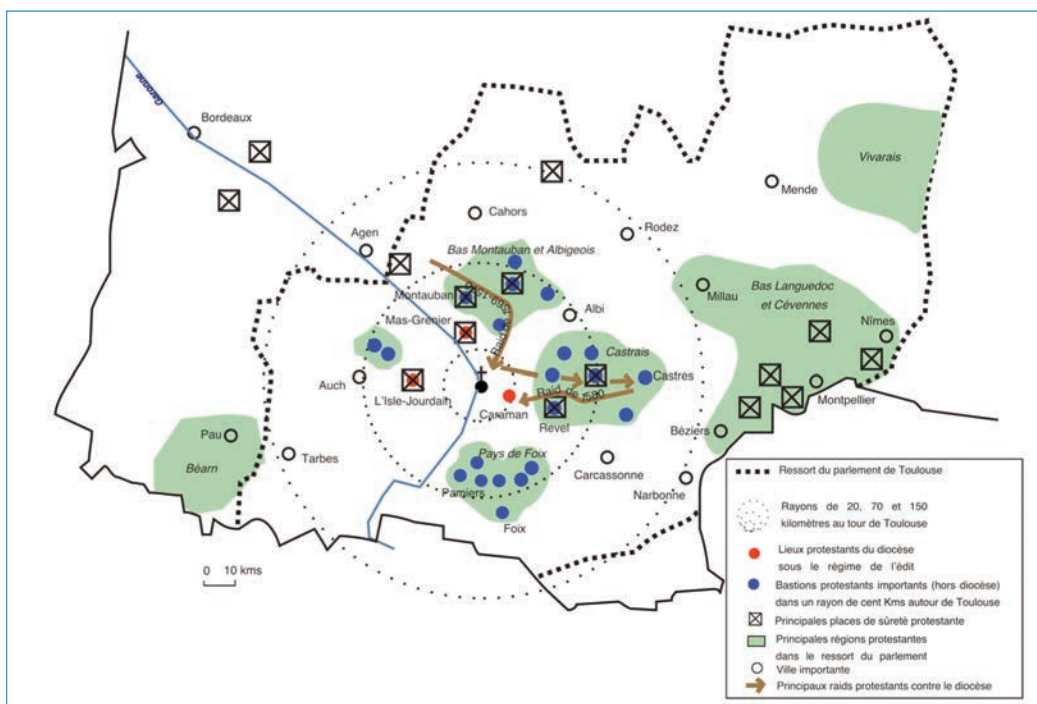 Garonne
Bordeaux
Vivarais
Mende
Cahors
Rodez
Agen
Bas Montauban et Albigeois
Millau
Bas Languedoc
et Cévennes
Montauban
Albi
Mas-Grenier
Nîmes
Raid de
Castrais
Auch
L'Isle-Jourdain
Castres
Raid de 1580
Caraman
Montpellier
Revel
Béziers
Pau
Tarbes
Pays de Foix
Carcassonne
Béarn
Narbonne
Pamiers
Foix
0 10 kms
Ressort du parlement de Toulouse
Rayons de 20, 70 et 150
kilomètres au tour de Toulouse
Lieux protestants du diocèse
sous le règime de l'édit
Bastions protestants importants (hors diocèse)
dans un rayon de cent Kms autour de Toulouse
Principales places de sûreté protestante
Principales règions protestantes
dans le ressort du parlement
Ville importante
Principaux raids protestants contre le diocèse